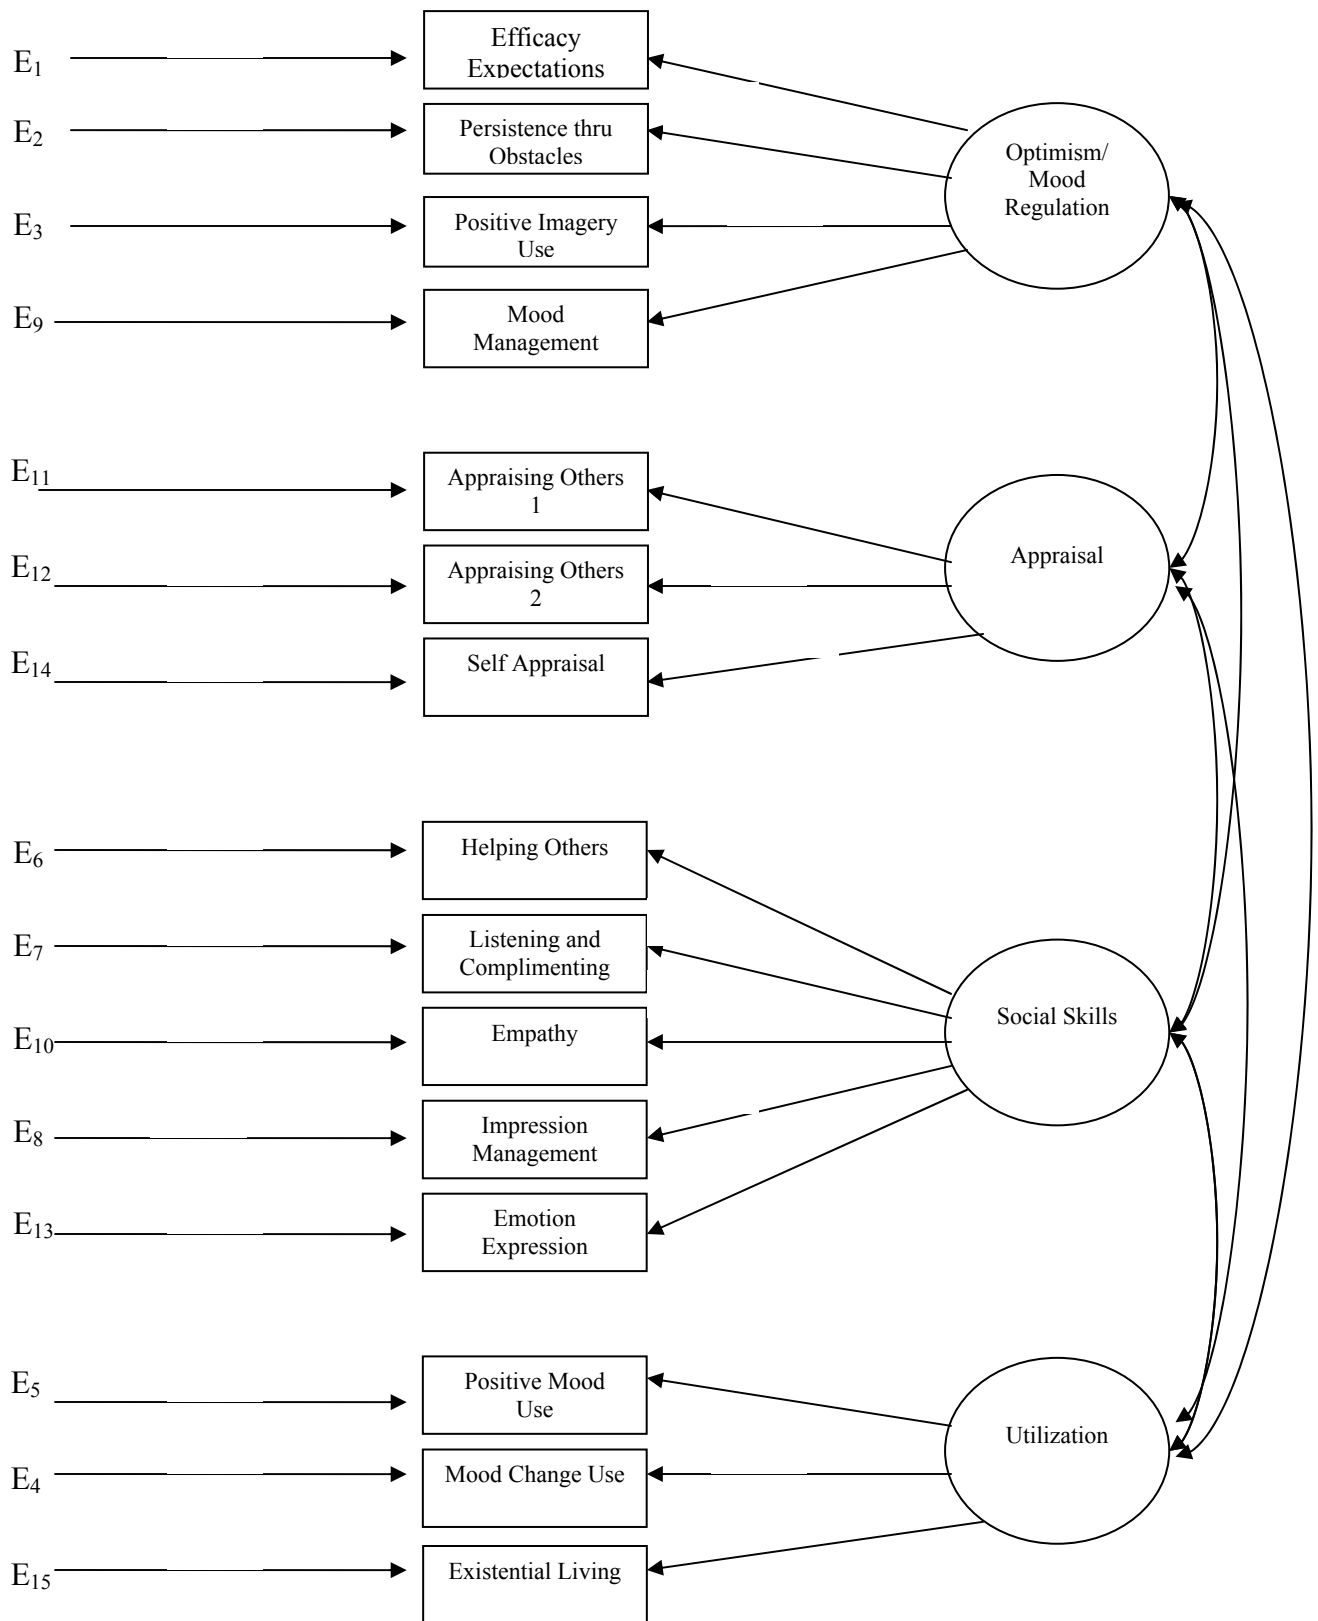 E1
Efficacy
Expectations
E2
Persistence thru
Obstacles
E3
Positive Imagery
Use
E9
Mood
Management
Optimism/
Mood
Regulation
E11
Appraising Others
1
E12
Appraising Others
2
E14
Self Appraisal
Appraisal
E6
Helping Others
E7
Listening and
Complimenting
E10
Empathy
E8
Impression
Management
E13
Emotion
Expression
Social Skills
E5
Positive Mood
Use
E4
Mood Change Use
E15
Existential Living
Utilization